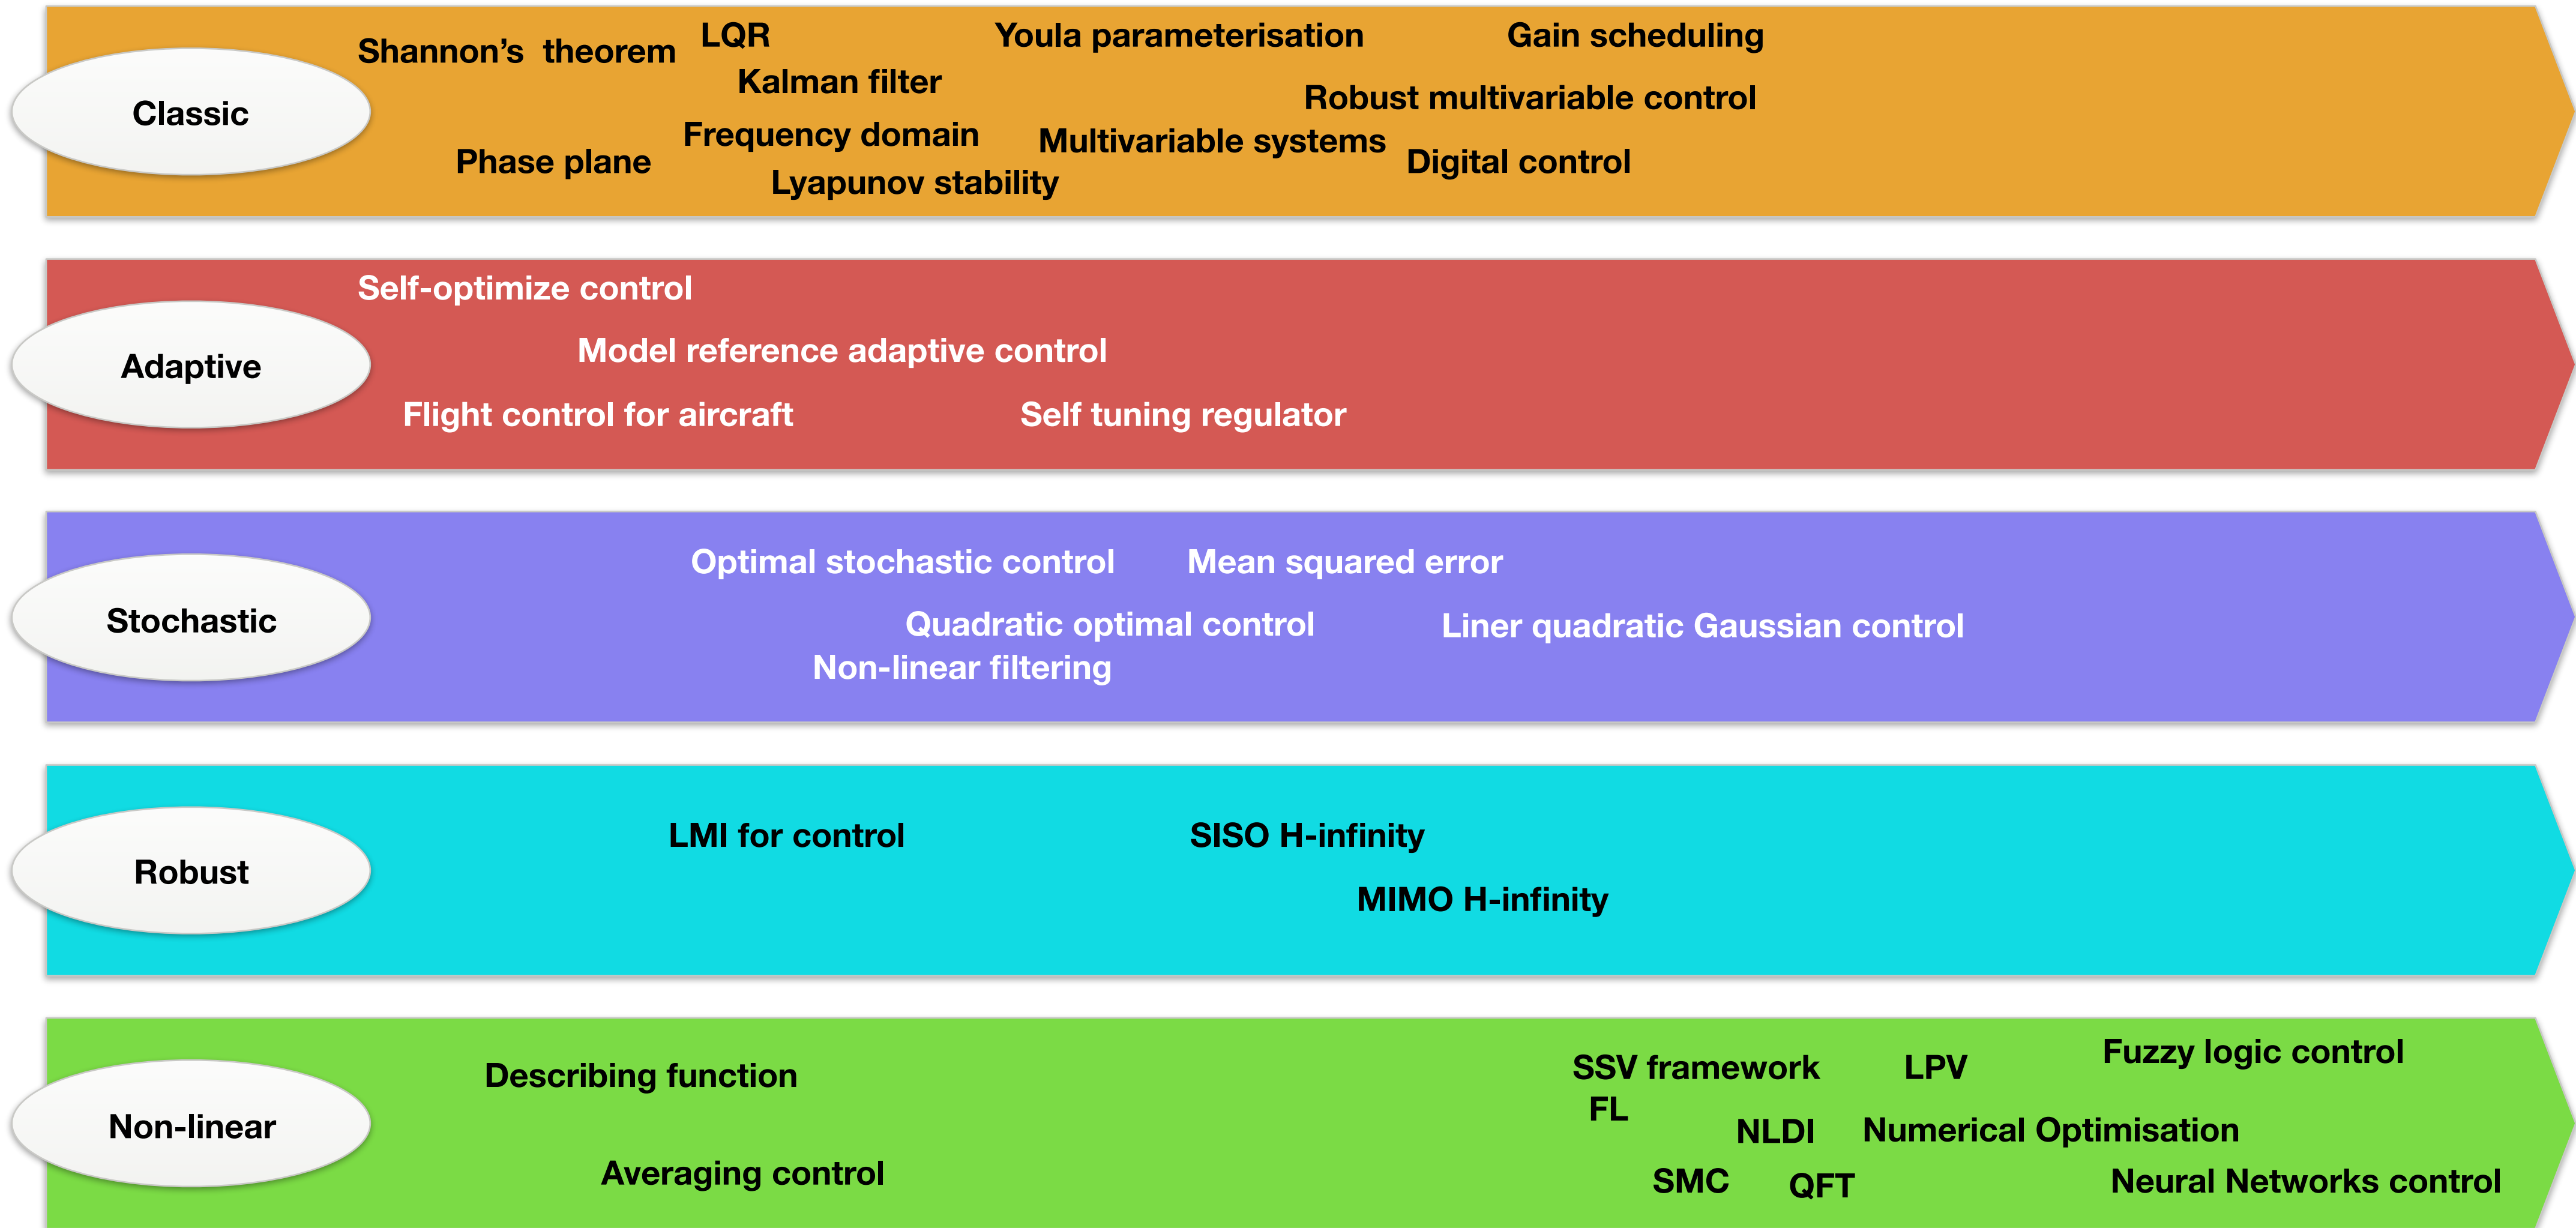 Classic
Shannon's  theorem
LQR
Youla parameterisation
Gain scheduling
Kalman filter
Robust multivariable control
Frequency domain
Multivariable systems
Phase plane
Digital control
Lyapunov stability
Adaptive
Self-optimize control
Model reference adaptive control
Flight control for aircraft
Self tuning regulator
Stochastic
Optimal stochastic control
Mean squared error
Quadratic optimal control
Liner quadratic Gaussian control
Non-linear filtering
Robust
LMI for control
SISO H-infinity
MIMO H-infinity
Non-linear
Describing function
SSV framework
LPV
Fuzzy logic control
FL
NLDI
Numerical Optimisation
Averaging control
SMC
QFT
Neural Networks control